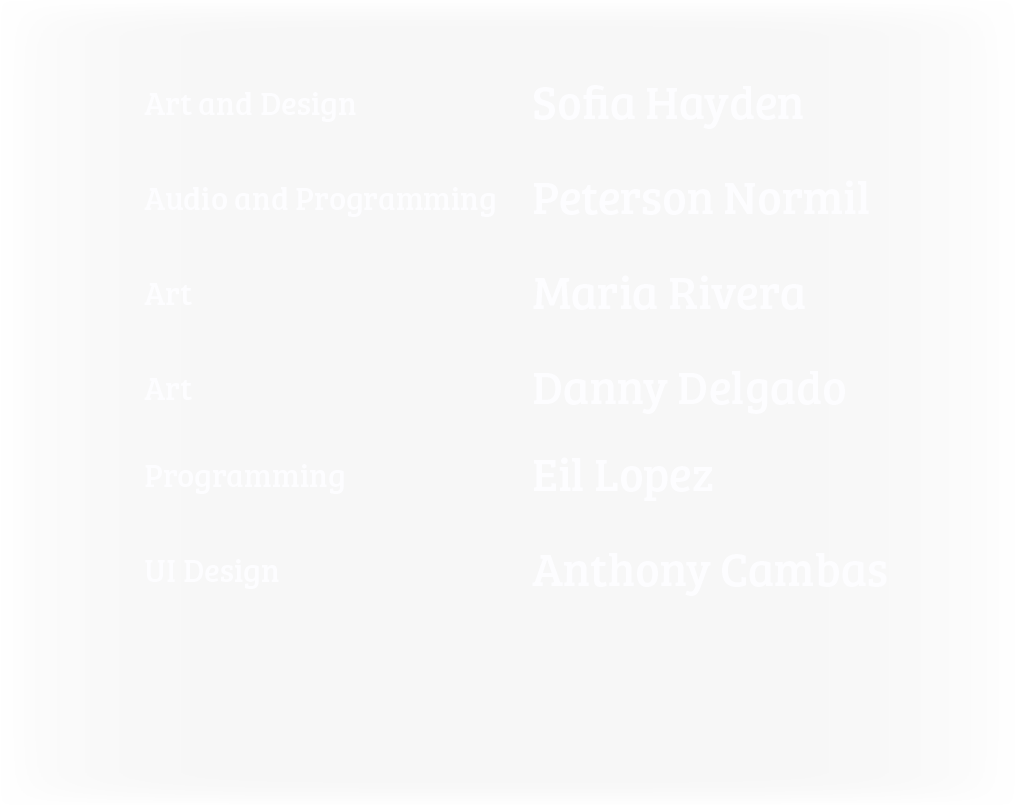 Art and Design Sofia Hayden
Audio and Programming Peterson Normil
Art Maria Rivera
Art Danny Delgado
Programming Eil Lopez
UI Design Anthony Cambas